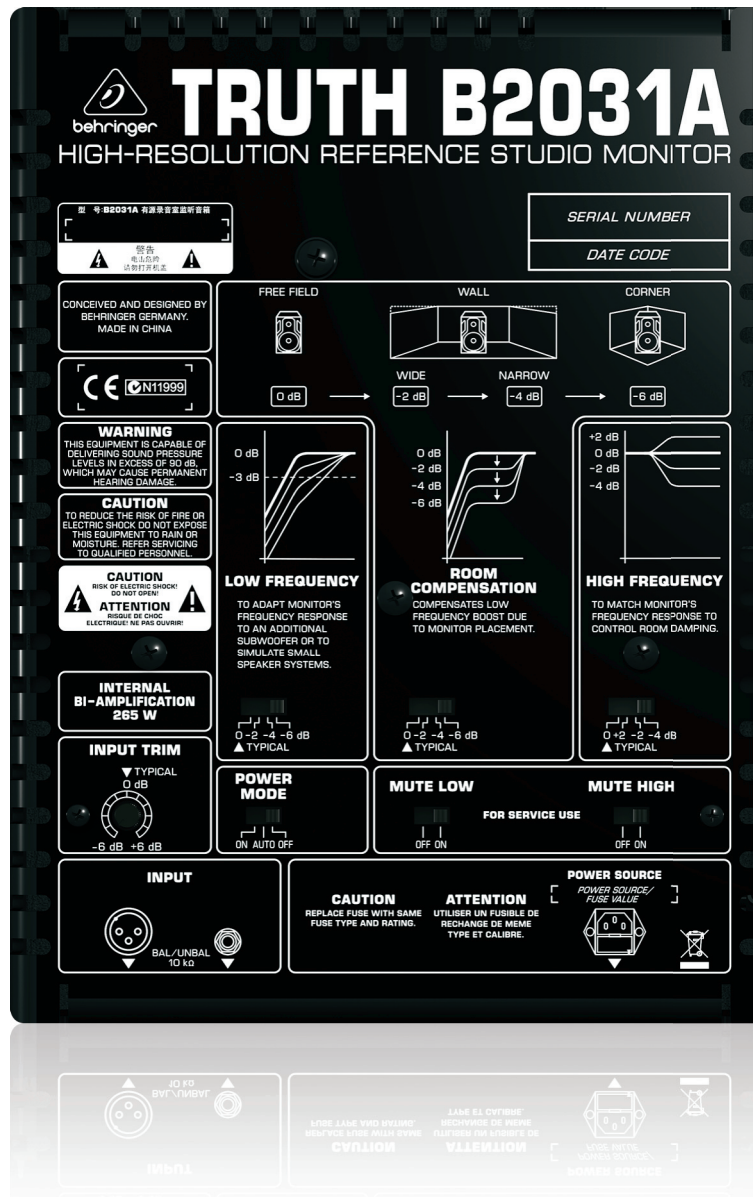 behringer
TRUTH B2031A
HIGH-RESOLUTION REFERENCE STUDIO MONITOR
型 号:B2031A 有源录音室监听音箱
警告
电击危险
请勿打开机盖
SERIAL NUMBER
DATE CODE
CONCEIVED AND DESIGNED BY
BEHRINGER GERMANY.
MADE IN CHINA
CE N11999
FREE FIELD
WALL
CORNER
WIDE
NARROW
0 dB
-2 dB
-4 dB
-6 dB
WARNING
THIS EQUIPMENT IS CAPABLE OF
DELIVERING SOUND PRESSURE
LEVELS IN EXCESS OF 90 dB,
WHICH MAY CAUSE PERMANENT
HEARING DAMAGE.
CAUTION
TO REDUCE THE RISK OF FIRE OR
ELECTRIC SHOCK DO NOT EXPOSE
THIS EQUIPMENT TO RAIN OR
MOISTURE. REFER SERVICING
TO QUALIFIED PERSONNEL.
CAUTION
RISK OF ELECTRIC SHOCK!
DO NOT OPEN!
ATTENTION
RISQUE DE CHOC
ELECTRIQUE! NE PAS OUVRIR!
0 dB
-3 dB
LOW FREQUENCY
TO ADAPT MONITOR'S
FREQUENCY RESPONSE
TO AN ADDITIONAL
SUBWOOFER OR TO
SIMULATE SMALL
SPEAKER SYSTEMS.
0 -2 -4 -6 dB
TYPICAL
0 dB
-2 dB
-4 dB
-6 dB
ROOM
COMPENSATION
COMPENSATES LOW
FREQUENCY BOOST DUE
TO MONITOR PLACEMENT.
0 -2 -4 -6 dB
TYPICAL
+2 dB
0 dB
-2 dB
-4 dB
HIGH FREQUENCY
TO MATCH MONITOR'S
FREQUENCY RESPONSE TO
CONTROL ROOM DAMPING.
0 +2 -2 -4 dB
TYPICAL
INTERNAL
BI-AMPLIFICATION
265 W
INPUT TRIM
TYPICAL
0 dB
-6 dB +6 dB
POWER
MODE
ON AUTO OFF
MUTE LOW
OFF ON
FOR SERVICE USE
MUTE HIGH
OFF ON
INPUT
BAL/UNBAL
10 kΩ
CAUTION
REPLACE FUSE WITH SAME
FUSE TYPE AND RATING.
ATTENTION
UTILISER UN FUSIBLE DE
RECHANGE DE MEME
TYPE ET CALIBRE.
POWER SOURCE
POWER SOURCE/
FUSE VALUE